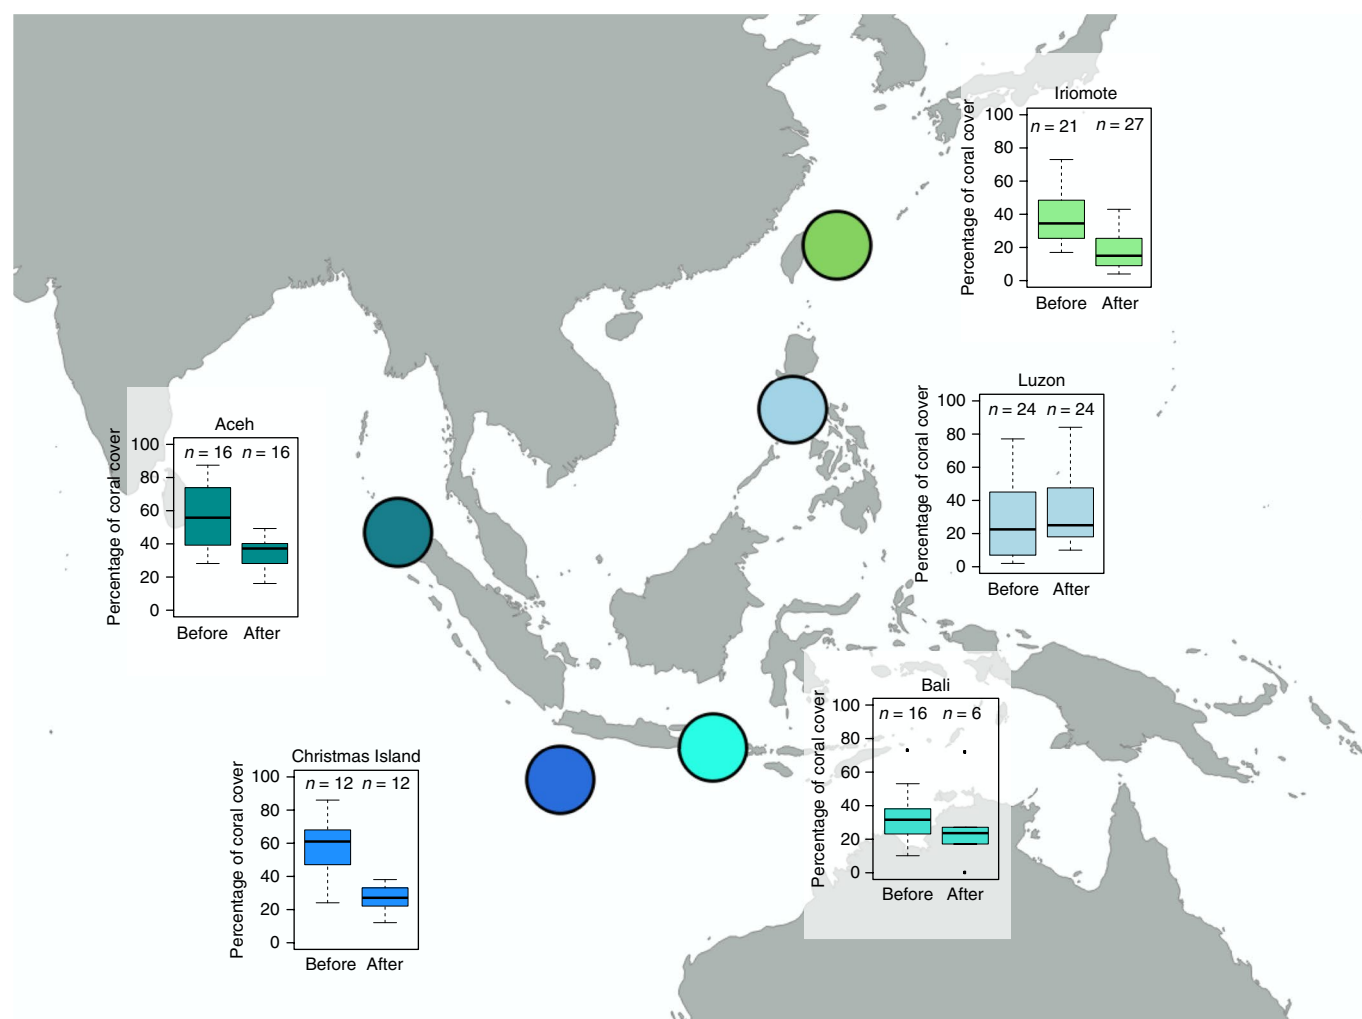 Iriomote
Percentage of coral cover
100
80
60
40
20
0
n = 21 n = 27
Before After
Luzon
Percentage of coral cover
100
80
60
40
20
0
n = 24 n = 24
Before After
Aceh
Percentage of coral cover
100
80
60
40
20
0
n = 16 n = 16
Before After
Bali
Percentage of coral cover
100
80
60
40
20
0
n = 16 n = 6
Before After
Christmas Island
Percentage of coral cover
100
80
60
40
20
0
n = 12 n = 12
Before After